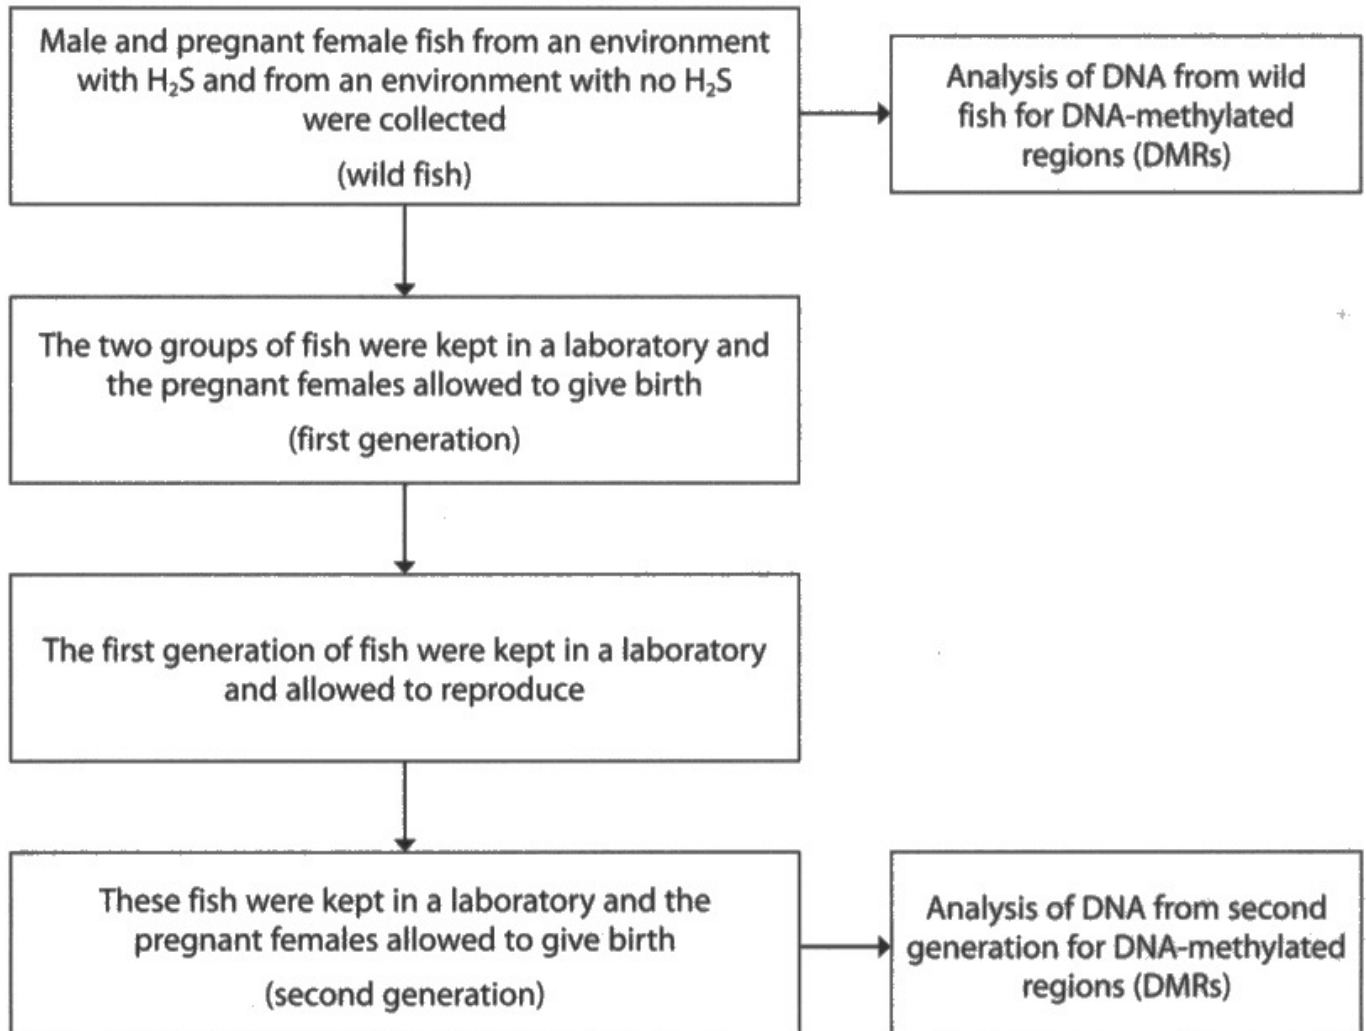 Male and pregnant female fish from an environment
with H₂S and from an environment with no H₂S
were collected
(wild fish)
Analysis of DNA from wild
fish for DNA-methylated
regions (DMRs)
The two groups of fish were kept in a laboratory and
the pregnant females allowed to give birth
(first generation)
The first generation of fish were kept in a laboratory
and allowed to reproduce
These fish were kept in a laboratory and the
pregnant females allowed to give birth
(second generation)
Analysis of DNA from second
generation for DNA-methylated
regions (DMRs)